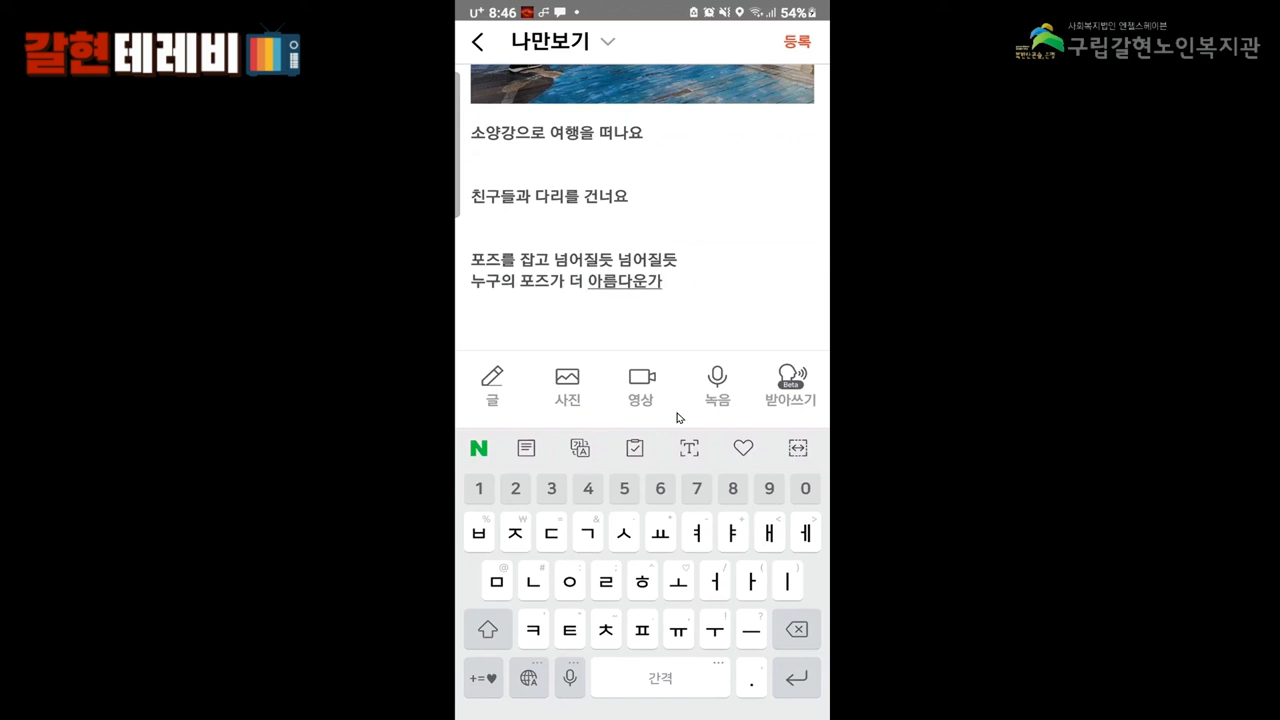 갈현테레비
사회복지법인 엔젤스헤이븐
구립갈현노인복지관
U+ 8:46
54%
나만보기
등록
소양강으로 여행을 떠나요
친구들과 다리를 건너요
포즈를 잡고 넘어질듯 넘어질듯
누구의 포즈가 더 아름다운가
글 사진 영상 녹음 Beta 받아쓰기
N
1 2 3 4 5 6 7 8 9 0
ㅂ ㅈ ㄷ ㄱ ㅅ ㅛ ㅕ ㅑ ㅐ ㅔ
ㅁ ㄴ ㅇ ㄹ ㅎ ㅗ ㅓ ㅏ ㅣ
ㅋ ㅌ ㅊ ㅍ ㅠ ㅜ ㅡ
+=♥ 간격 .